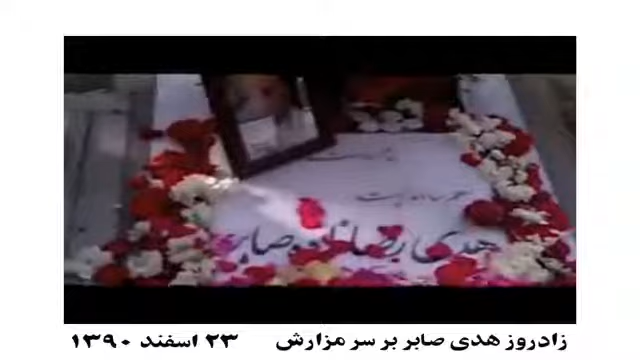 هدی رضازاده صابر
زادروز هدی صابر بر سر مزارش
۲۳ اسفند ۱۳۹۰